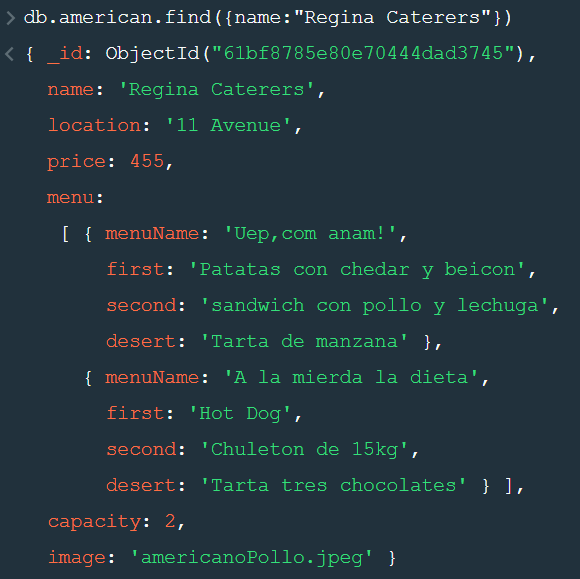 > db.american.find({name:"Regina Caterers"})
< { _id: ObjectId("61bf8785e80e70444dad3745"),
name: 'Regina Caterers',
location: '11 Avenue',
price: 455,
menu:
[ { menuName: 'Uep,com anam!',
first: 'Patatas con chedar y beicon',
second: 'sandwich con pollo y lechuga',
desert: 'Tarta de manzana' },
{ menuName: 'A la mierda la dieta',
first: 'Hot Dog',
second: 'Chuleton de 15kg',
desert: 'Tarta tres chocolates' } ],
capacity: 2,
image: 'americanoPollo.jpeg' }